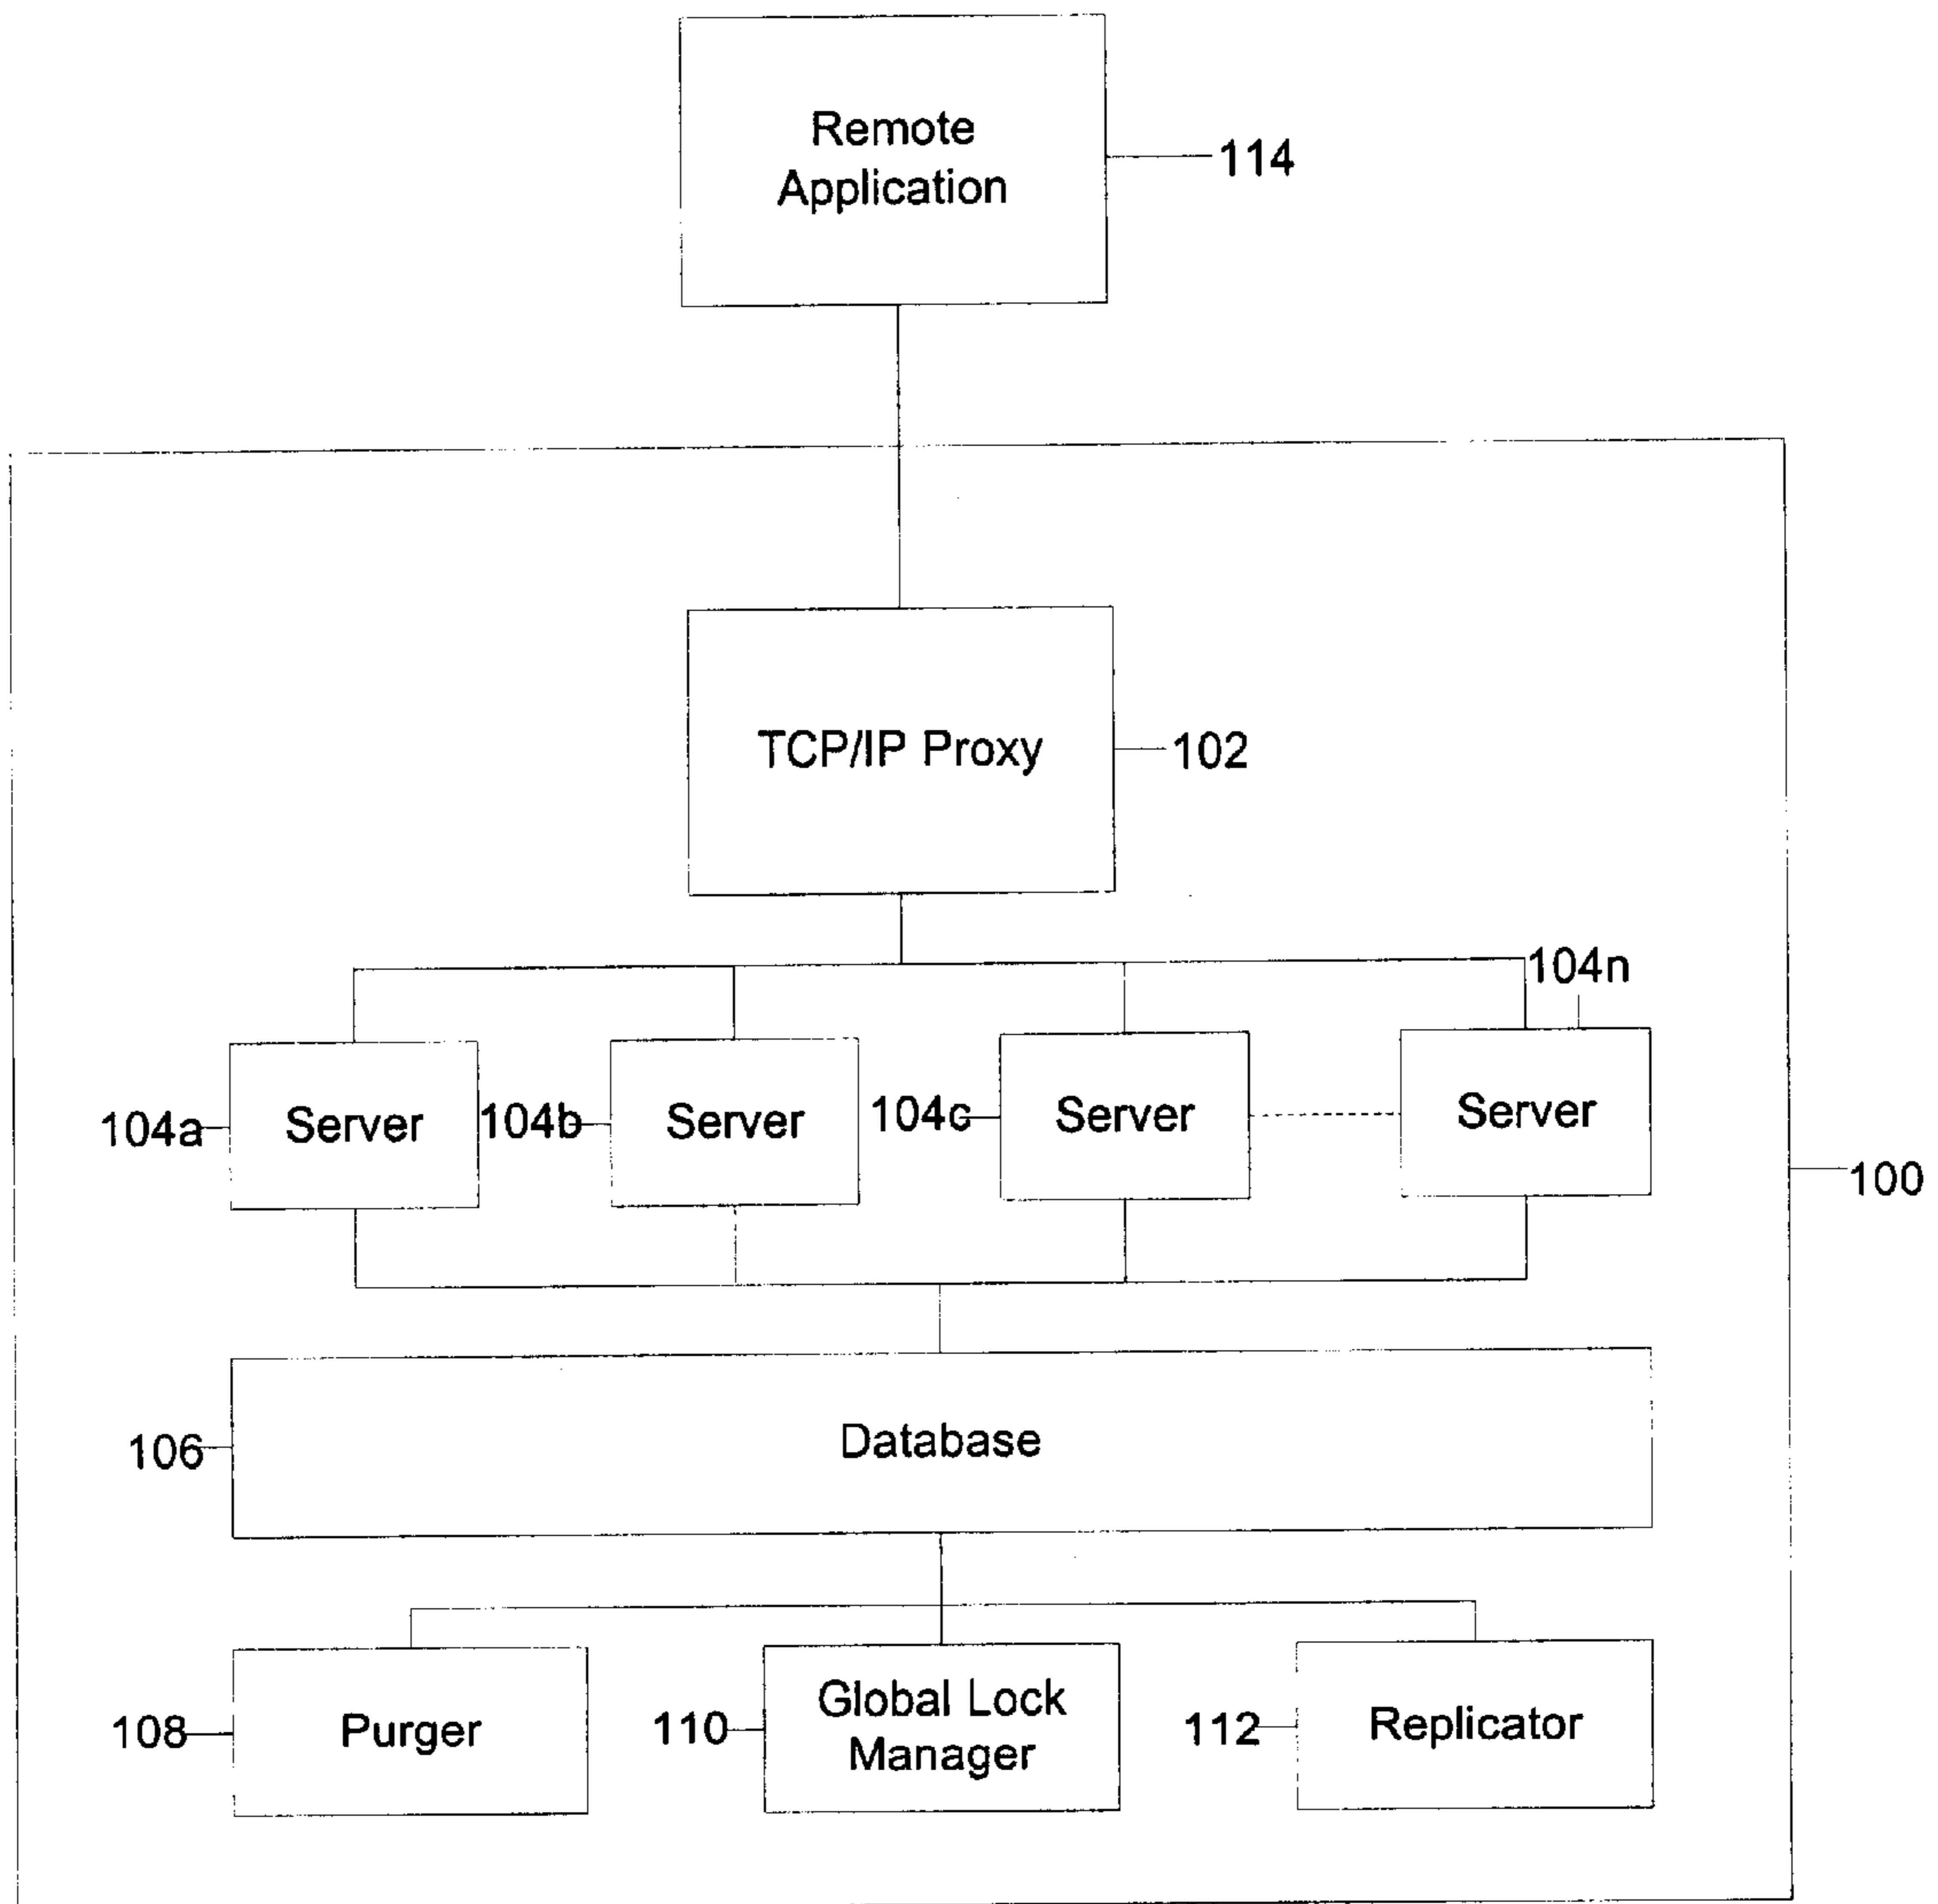 Remote
Application
114
TCP/IP Proxy
102
104n
104a
Server
104b
Server
104c
Server
Server
100
106
Database
108
Purger
110
Global Lock
Manager
112
Replicator